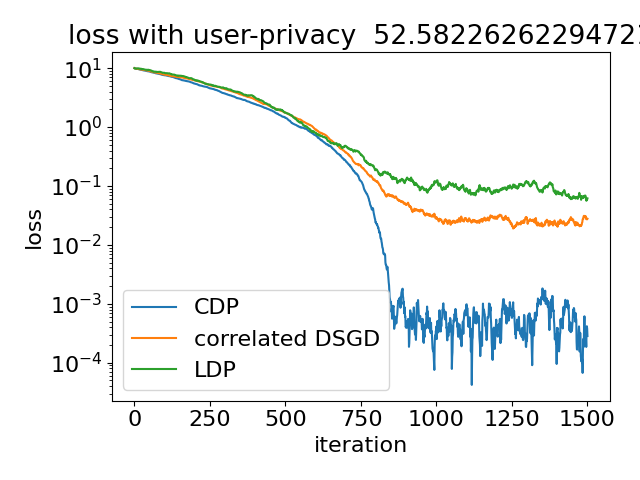 loss with user-privacy 52.5822626229472
loss
10¹
10⁰
10⁻¹
10⁻²
10⁻³
10⁻⁴
CDP
correlated DSGD
LDP
0 250 500 750 1000 1250 1500
iteration